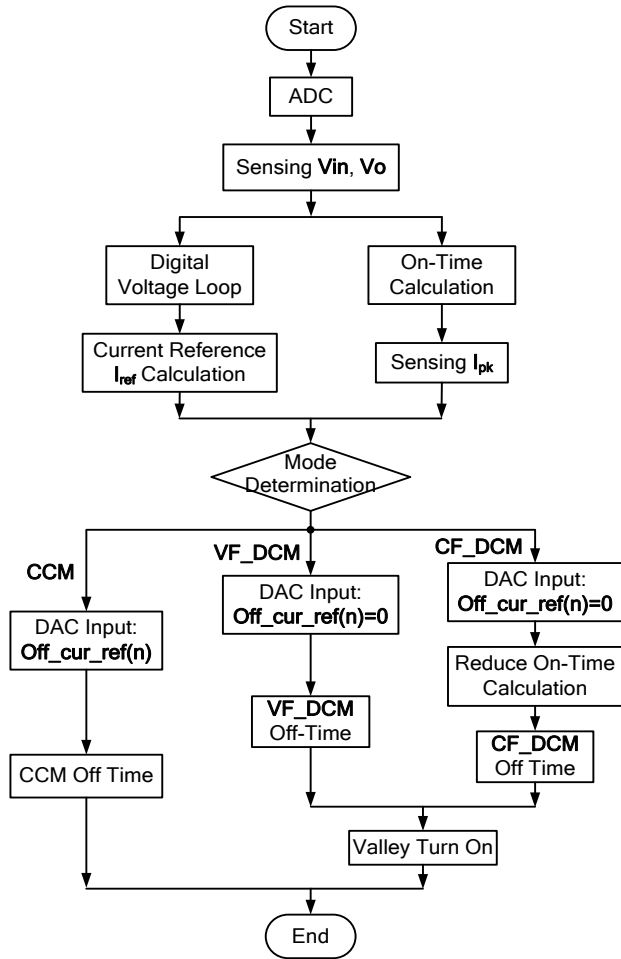 Start
ADC
Sensing Vin, Vo
Digital
Voltage Loop
On-Time
Calculation
Current Reference
Iref Calculation
Sensing Ipk
Mode
Determination
CCM
VF_DCM
CF_DCM
DAC Input:
Off_cur_ref(n)
DAC Input:
Off_cur_ref(n)=0
DAC Input:
Off_cur_ref(n)=0
Reduce On-Time
Calculation
VF_DCM
Off-Time
CF_DCM
Off Time
CCM Off Time
Valley Turn On
End